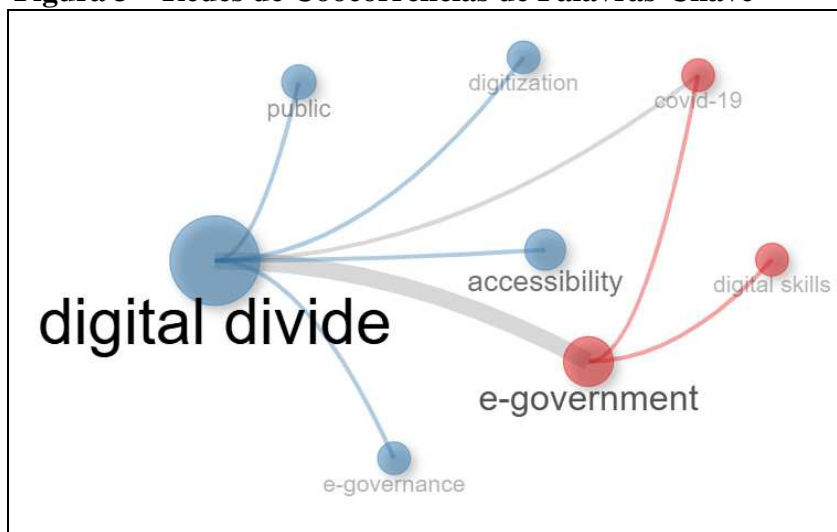 Figura – Redes de Coocorrências de Palavras-Chave
digitization
public
covid-19
accessibility
digital skills
digital divide
e-government
e-governance